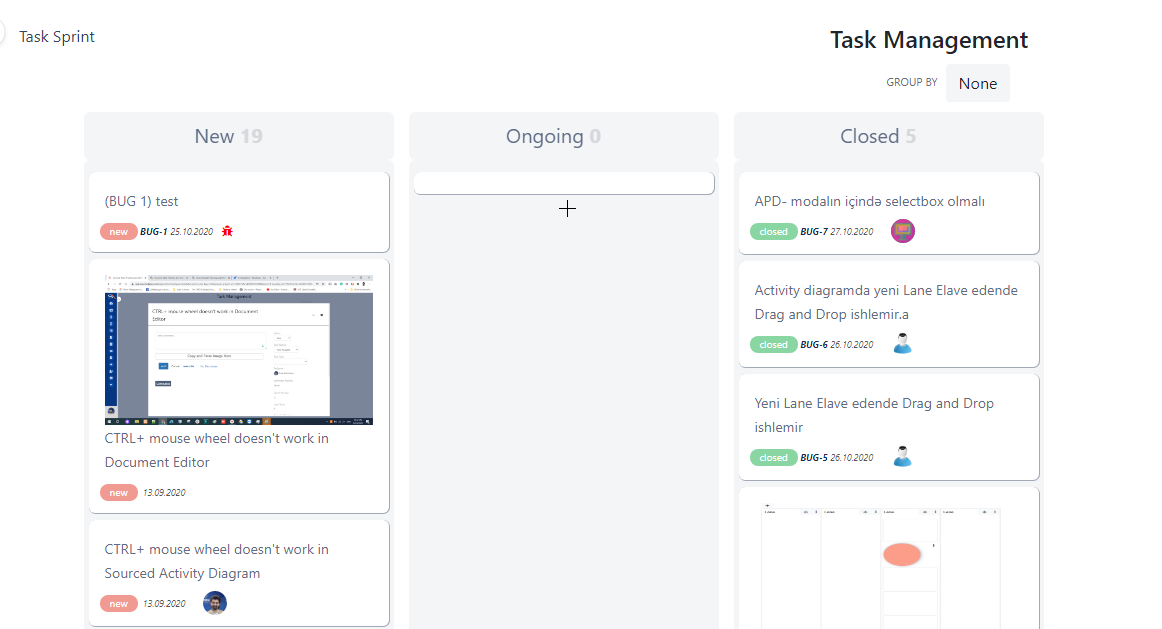 Task Sprint
Task Management
GROUP BY None
New 19
(BUG 1) test
new BUG-1 25.10.2020
Task Management
CTRL+ mouse wheel doesn't work in Document
Editor
Copy and Paste Image Here
CTRL+ mouse wheel doesn't work in
Document Editor
new 13.09.2020
CTRL+ mouse wheel doesn't work in
Sourced Activity Diagram
new 13.09.2020
Ongoing 0
Closed 5
APD- modalın içində selectbox olmalı
closed BUG-7 27.10.2020
Activity diagramda yeni Lane Elave edende
Drag and Drop ishlemir.a
closed BUG-6 26.10.2020
Yeni Lane Elave edende Drag and Drop
ishlemir
closed BUG-5 26.10.2020